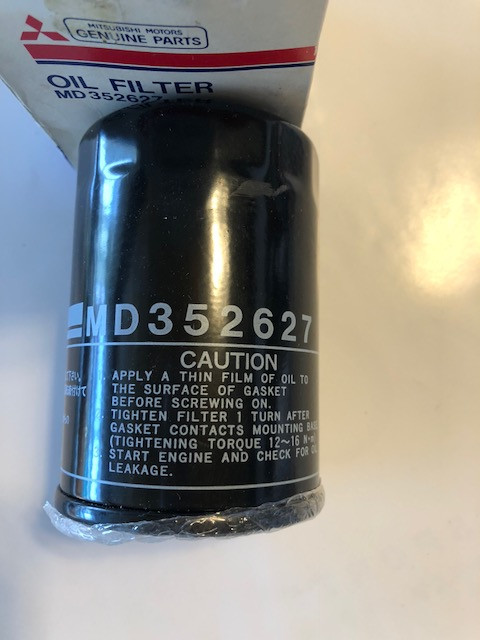 MITSUBISHI MOTORS
GENUINE PARTS
OIL FILTER
MD352627
MD352627
CAUTION
. APPLY A THIN FILM OF OIL TO
THE SURFACE OF GASKET
BEFORE SCREWING ON.
. TIGHTEN FILTER 1 TURN AFTER
GASKET CONTACTS MOUNTING
(TIGHTENING TORQUE 12~16 N·m)
. START ENGINE AND CHECK FOR
LEAKAGE.